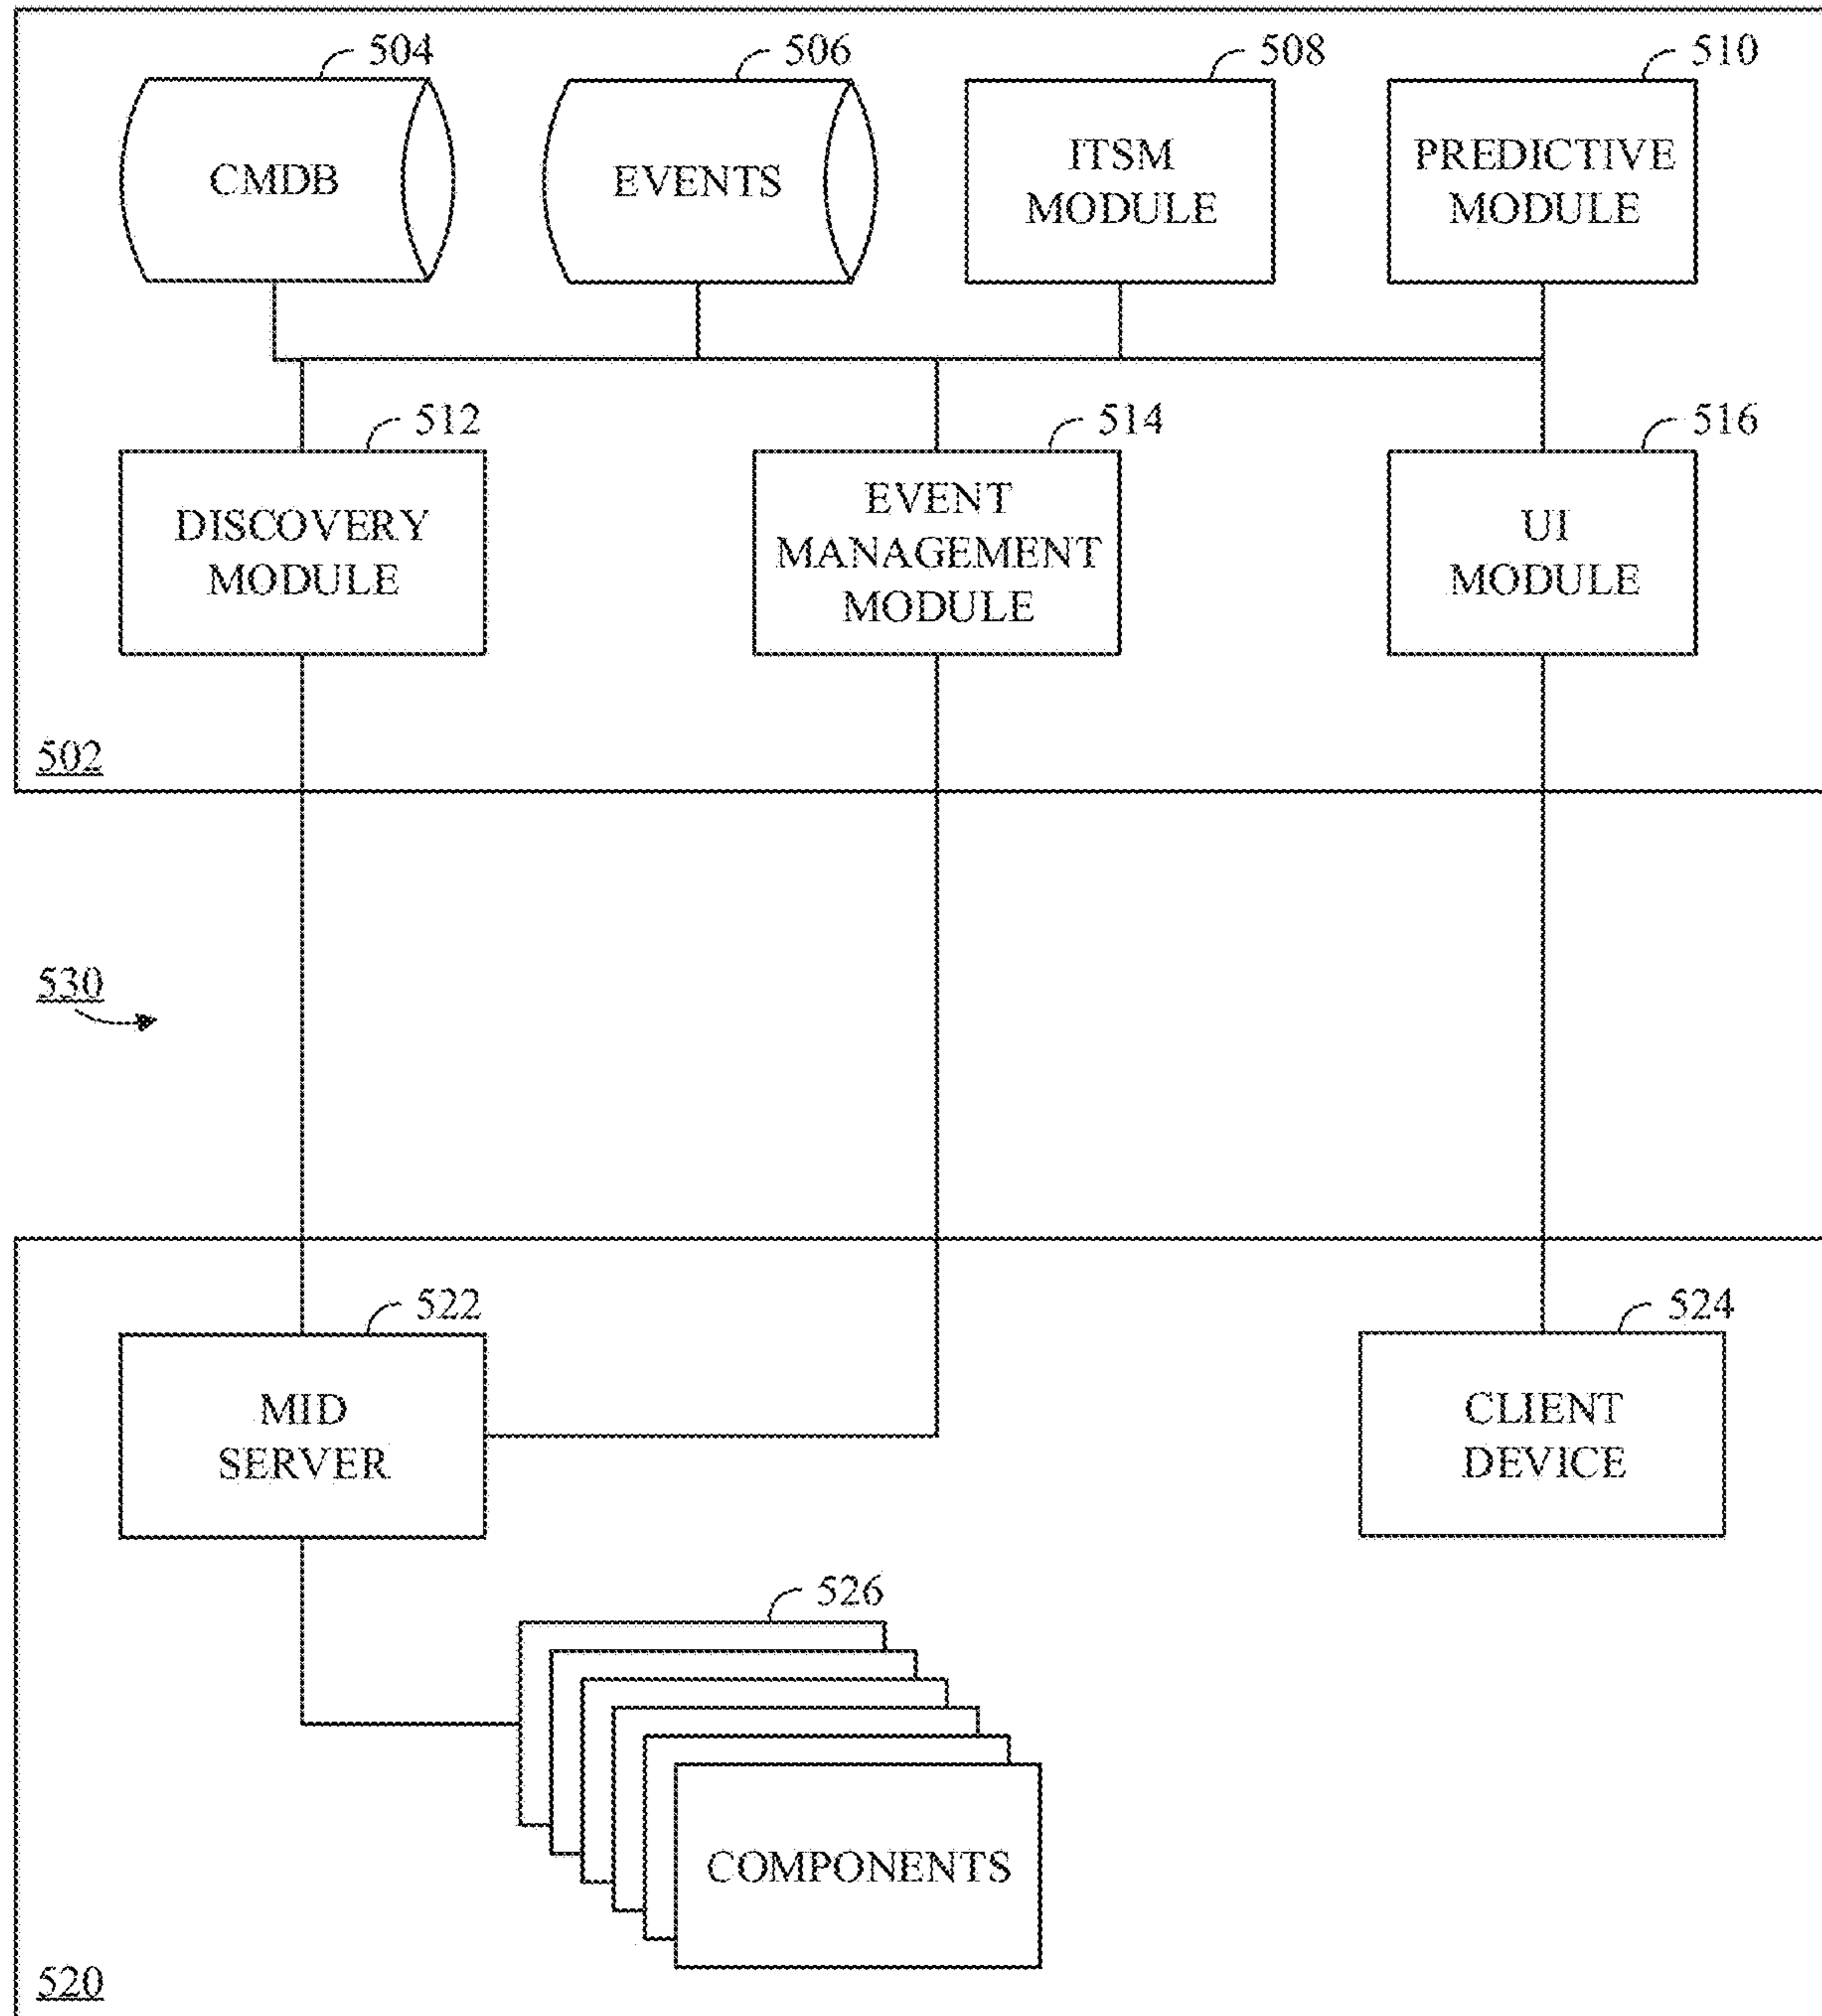 504
506
508
510
CMDB
EVENTS
ITSM
MODULE
PREDICTIVE
MODULE
512
514
516
DISCOVERY
MODULE
EVENT
MANAGEMENT
MODULE
UI
MODULE
502
530
522
524
MID
SERVER
CLIENT
DEVICE
526
COMPONENTS
520